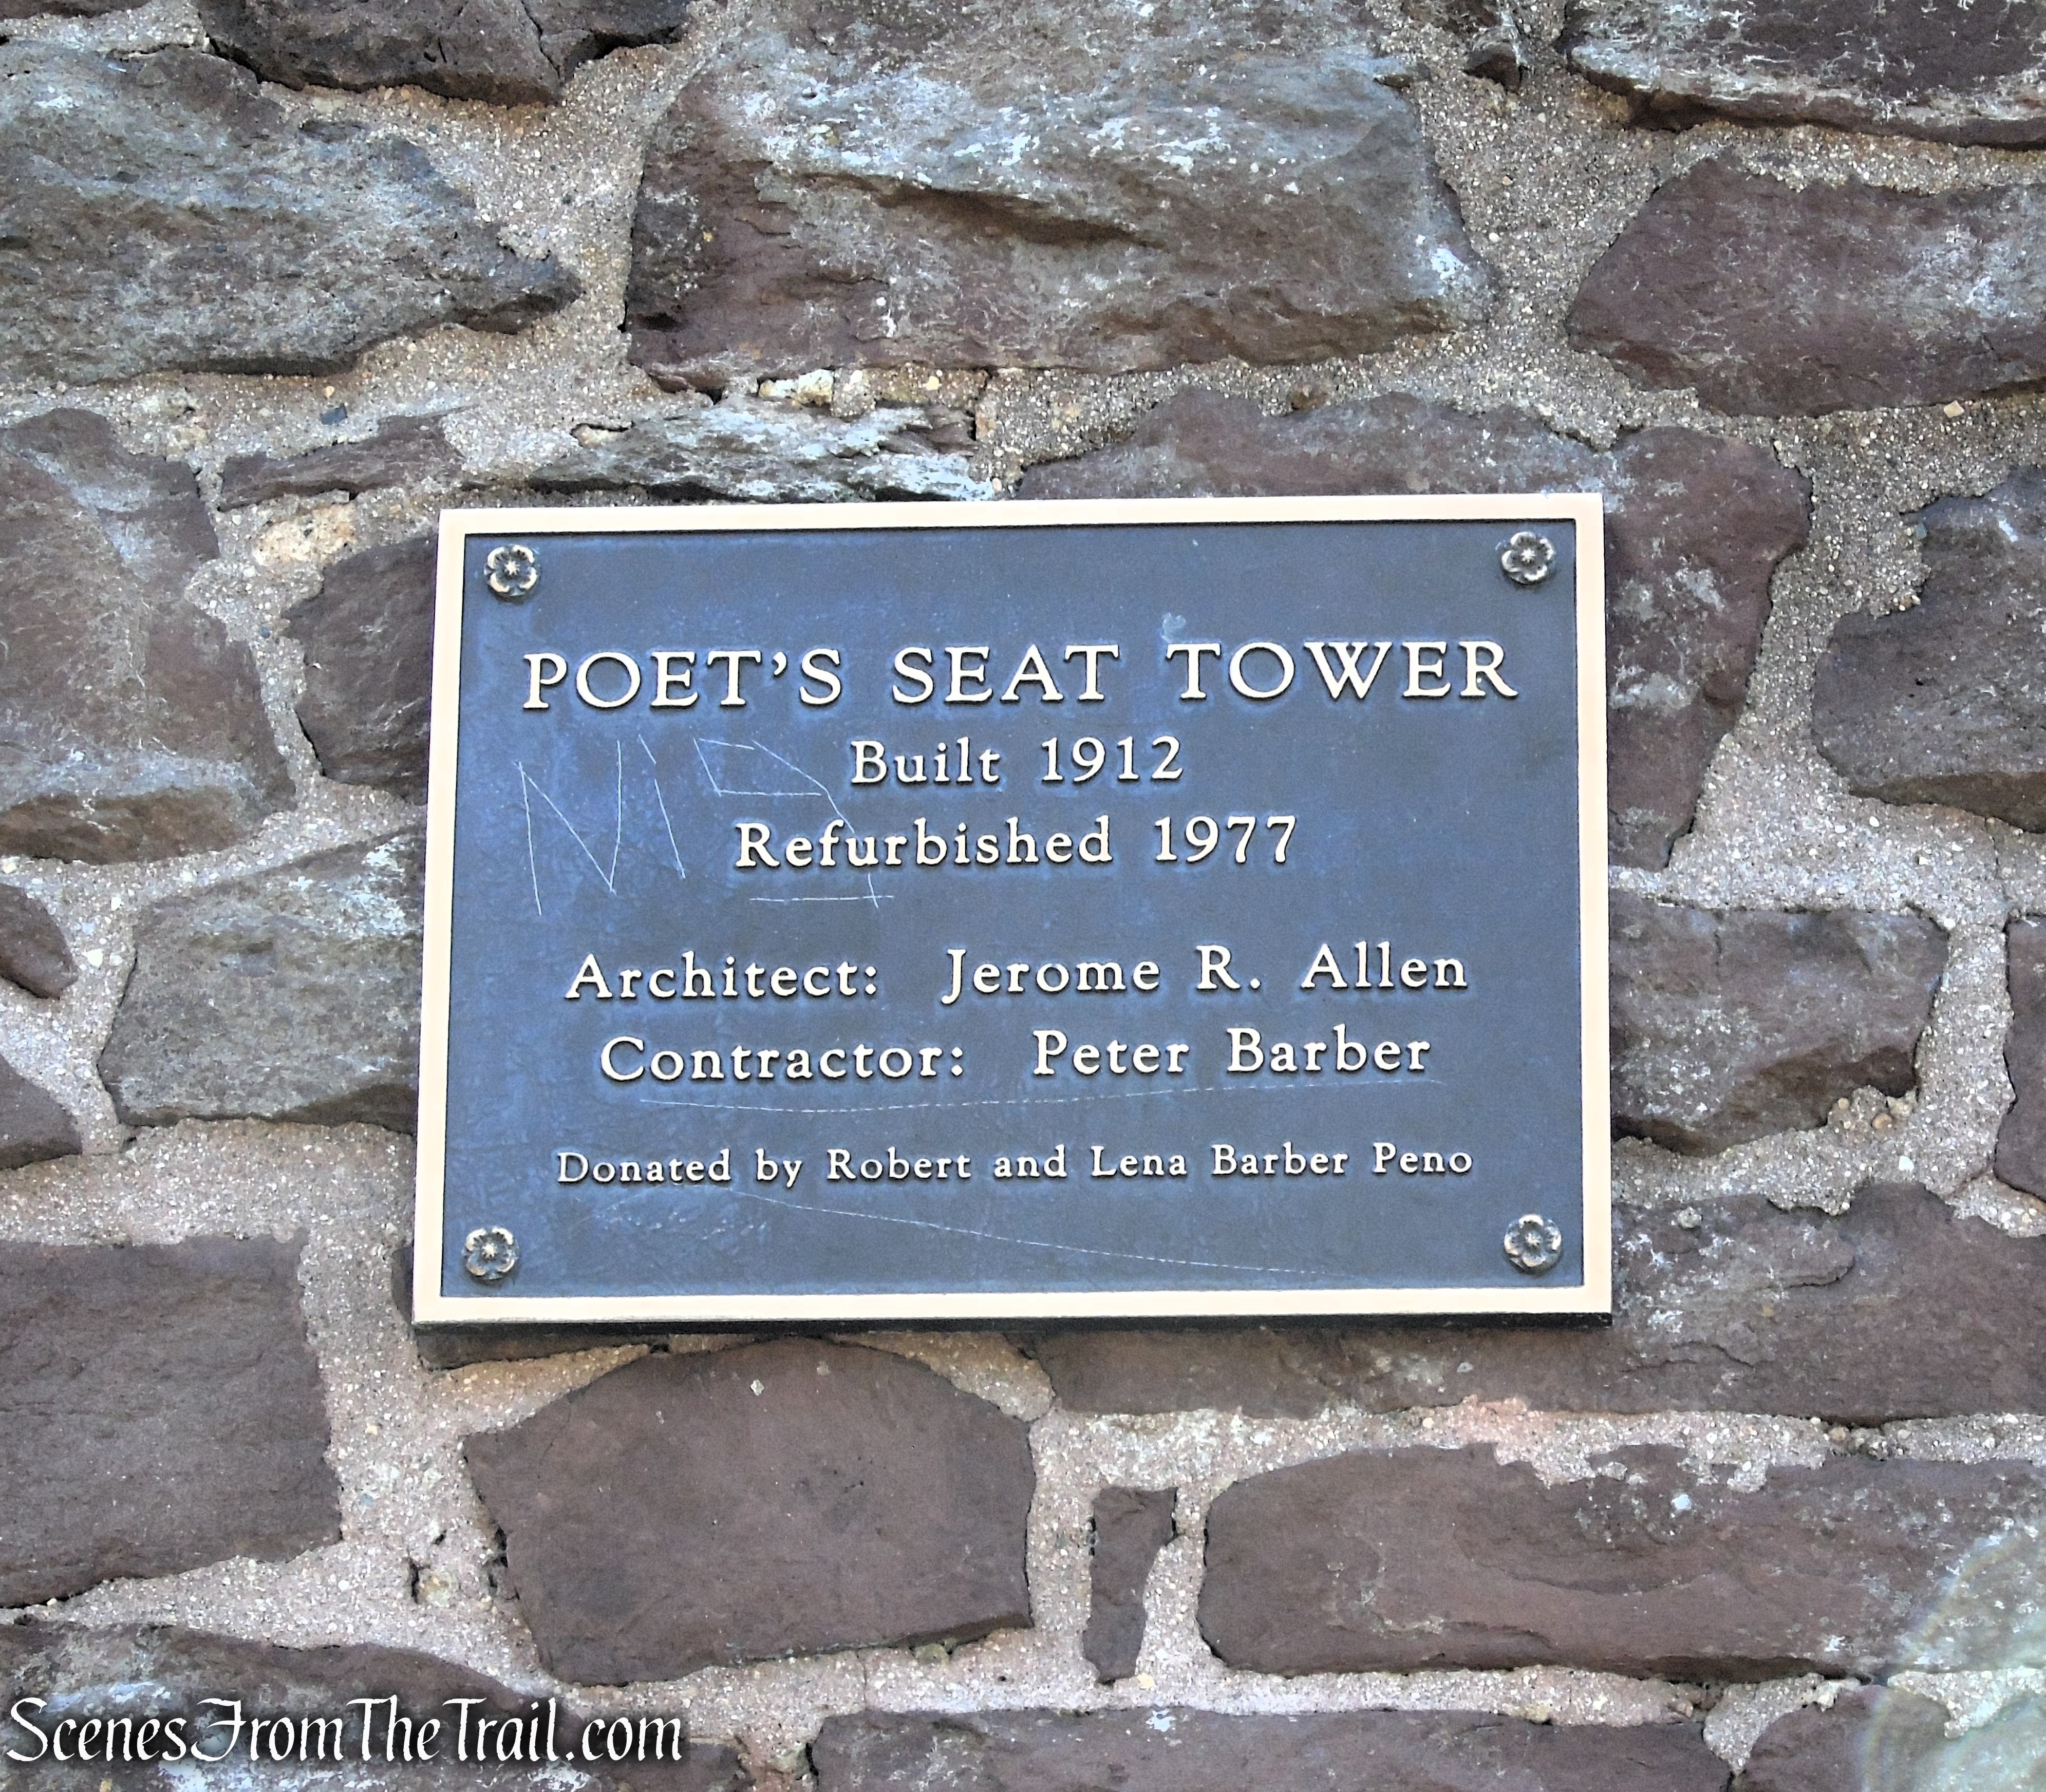 POET'S SEAT TOWER
Built 1912
Refurbished 1977
Architect: Jerome R. Allen
Contractor: Peter Barber
Donated by Robert and Lena Barber Peno
ScenesFromTheTrail.com